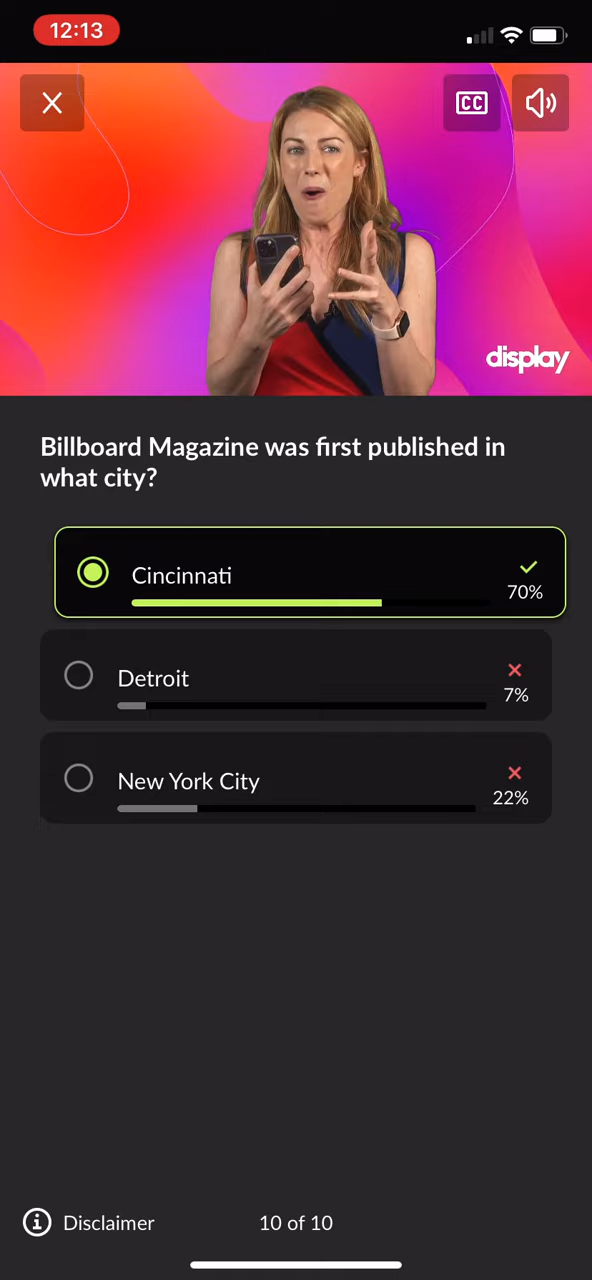 12:13
CC
display
Billboard Magazine was first published in
what city?
Cincinnati
70%
Detroit
7%
New York City
22%
Disclaimer
10 of 10